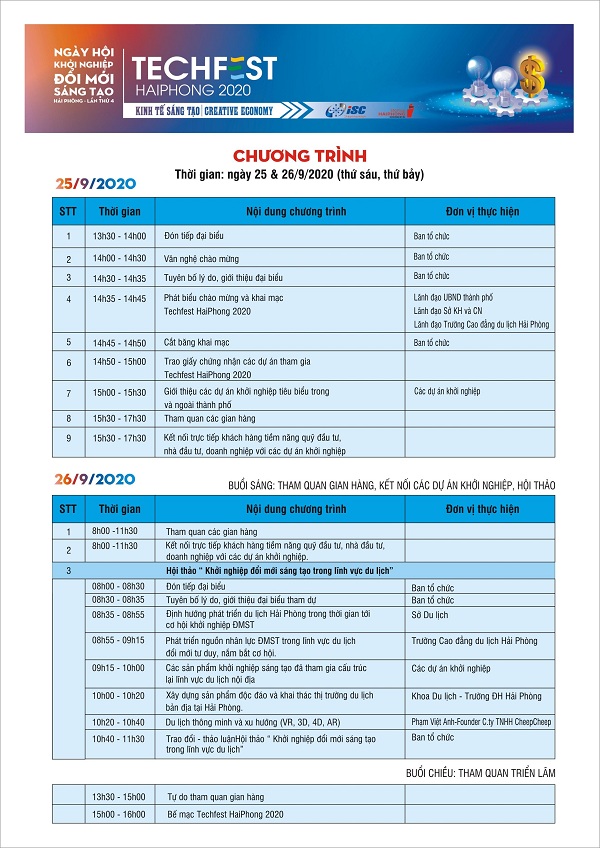 NGÀY HỘI
KHỞI NGHIỆP
ĐỔI MỚI
SÁNG TẠO
HẢI PHÒNG - LẦN THỨ 4
TECHFEST
HAIPHONG 2020
KINH TẾ SÁNG TẠO CREATIVE ECONOMY
iSC
CHƯƠNG TRÌNH
Thời gian: ngày 25 & 26/9/2020 (thứ sáu, thứ bảy)
25/9/2020
STT Thời gian Nội dung chương trình Đơn vị thực hiện
1 13h30 - 14h00 Đón tiếp đại biểu Ban tổ chức
2 14h00 - 14h30 Văn nghệ chào mừng Ban tổ chức
3 14h30 - 14h35 Tuyên bố lý do, giới thiệu đại biểu Ban tổ chức
4 14h35 - 14h45 Phát biểu chào mừng và khai mạc Lãnh đạo UBND thành phố
Techfest HaiPhong 2020 Lãnh đạo Sở KH và CN
Lãnh đạo Trường Cao đẳng du lịch Hải Phòng
5 14h45 - 14h50 Cắt băng khai mạc Ban tổ chức
6 14h50 - 15h00 Trao giấy chứng nhận các dự án tham gia
Techfest HaiPhong 2020
7 15h00 - 15h30 Giới thiệu các dự án khởi nghiệp tiêu biểu trong Các dự án khởi nghiệp
và ngoài thành phố
8 15h30 - 17h30 Tham quan các gian hàng
9 15h30 - 17h30 Kết nối trực tiếp khách hàng tiềm năng quỹ đầu tư,
nhà đầu tư, doanh nghiệp với các dự án khởi nghiệp
26/9/2020
BUỔI SÁNG: THAM QUAN GIAN HÀNG, KẾT NỐI CÁC DỰ ÁN KHỞI NGHIỆP, HỘI THẢO
STT Thời gian Nội dung chương trình Đơn vị thực hiện
1 8h00 -11h30 Tham quan các gian hàng
2 8h00 -11h30 Kết nối trực tiếp khách hàng tiềm năng quỹ đầu tư, nhà đầu tư,
doanh nghiệp với các dự án khởi nghiệp.
3 Hội thảo “ Khởi nghiệp đổi mới sáng tạo trong lĩnh vực du lịch”
08h00 - 08h30 Đón tiếp đại biểu Ban tổ chức
08h30 - 08h35 Tuyên bố lý do, giới thiệu đại biểu tham dự Ban tổ chức
08h35 - 08h55 Định hướng phát triển du lịch Hải Phòng trong thời gian tới Sở Du lịch
cơ hội khởi nghiệp ĐMST
08h55 - 09h15 Phát triển nguồn nhân lực ĐMST trong lĩnh vực du lịch Trường Cao đẳng du lịch Hải Phòng
đổi mới tư duy, nắm bắt cơ hội.
09h15 - 10h00 Các sản phẩm khởi nghiệp sáng tạo đã tham gia cấu trúc Các dự án khởi nghiệp
lại lĩnh vực du lịch nội địa
10h00 - 10h20 Xây dựng sản phẩm độc đáo và khai thác thị trường du lịch Khoa Du lịch - Trường ĐH Hải Phòng
bản địa tại Hải Phòng.
10h20 - 10h40 Du lịch thông minh và xu hướng (VR, 3D, 4D, AR) Phạm Việt Anh-Founder C.ty TNHH CheepCheep
10h40 - 11h30 Trao đổi - thảo luậnHội thảo “ Khởi nghiệp đổi mới sáng tạo Ban tổ chức
trong lĩnh vực du lịch”
BUỔI CHIỀU: THAM QUAN TRIỂN LÃM
13h30 - 15h00 Tự do tham quan gian hàng
15h00 - 16h00 Bế mạc Techfest HaiPhong 2020